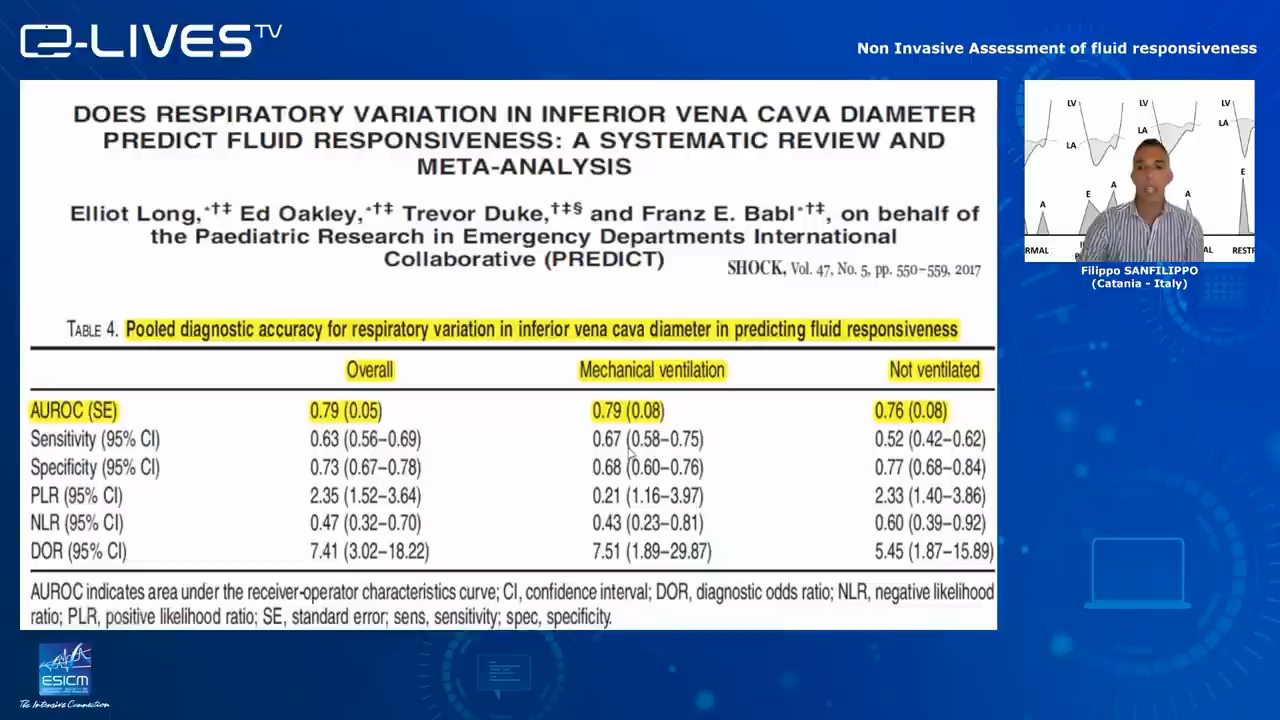 e-LIVES TV
Non Invasive Assessment of fluid responsiveness
DOES RESPIRATORY VARIATION IN INFERIOR VENA CAVA DIAMETER
PREDICT FLUID RESPONSIVENESS: A SYSTEMATIC REVIEW AND
META-ANALYSIS
Elliot Long,*†‡ Ed Oakley,*†‡ Trevor Duke,†‡§ and Franz E. Babl*†‡, on behalf of
the Paediatric Research in Emergency Departments International
Collaborative (PREDICT)
SHOCK, Vol. 47, No. 5, pp. 550–559, 2017
TABLE 4. Pooled diagnostic accuracy for respiratory variation in inferior vena cava diameter in predicting fluid responsiveness
Overall Mechanical ventilation Not ventilated
AUROC (SE) 0.79 (0.05) 0.79 (0.08) 0.76 (0.08)
Sensitivity (95% CI) 0.63 (0.56–0.69) 0.67 (0.58–0.75) 0.52 (0.42–0.62)
Specificity (95% CI) 0.73 (0.67–0.78) 0.68 (0.60–0.76) 0.77 (0.68–0.84)
PLR (95% CI) 2.35 (1.52–3.64) 0.21 (1.16–3.97) 2.33 (1.40–3.86)
NLR (95% CI) 0.47 (0.32–0.70) 0.43 (0.23–0.81) 0.60 (0.39–0.92)
DOR (95% CI) 7.41 (3.02–18.22) 7.51 (1.89–29.87) 5.45 (1.87–15.89)
AUROC indicates area under the receiver-operator characteristics curve; CI, confidence interval; DOR, diagnostic odds ratio; NLR, negative likelihood
ratio; PLR, positive likelihood ratio; SE, standard error; sens, sensitivity; spec, specificity.
LV LV LV
LA LA LA
A E A A E
RMAL AL RESTR
Filippo SANFILIPPO
(Catania - Italy)
ESICM
The Intensive Connection